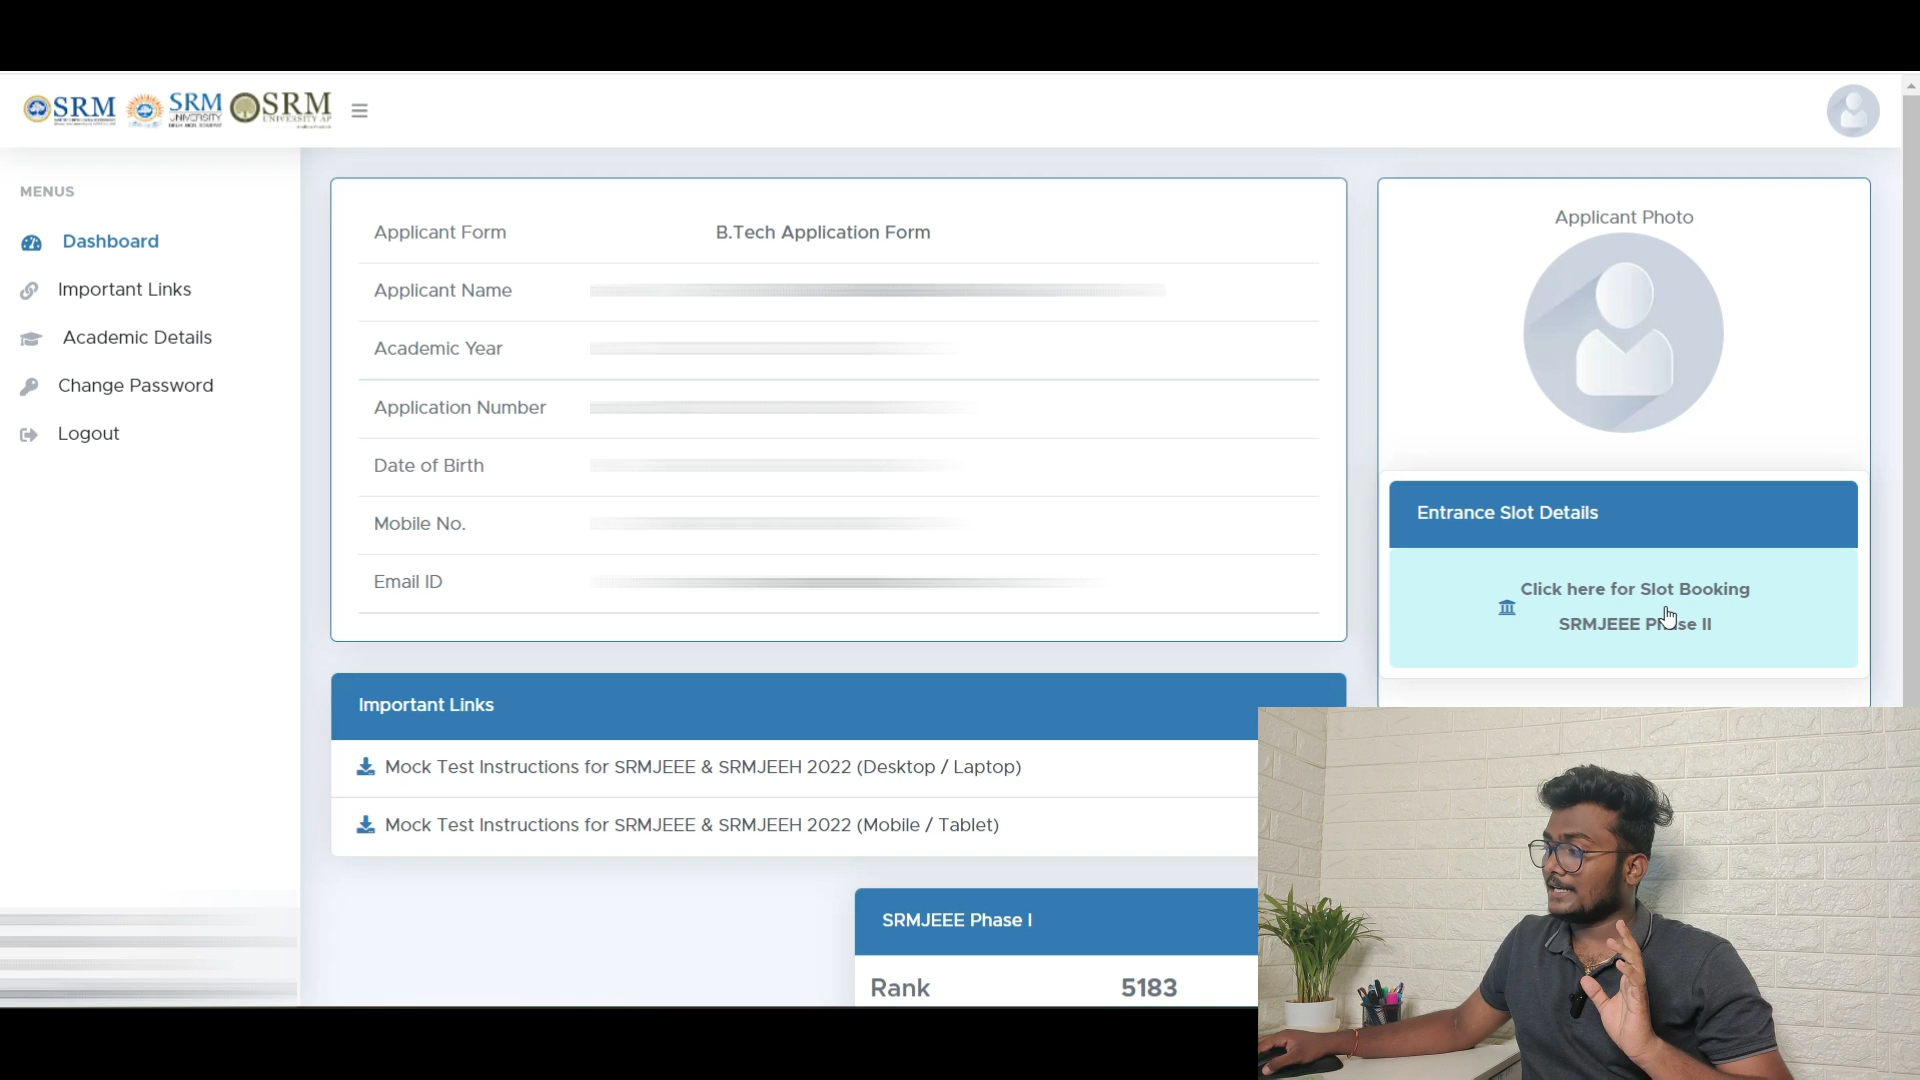 SRM SRM SRM
UNIVERSITY UNIVERSITY AP
MENUS
Dashboard
Important Links
Academic Details
Change Password
Logout
Applicant Form B.Tech Application Form
Applicant Name
Academic Year
Application Number
Date of Birth
Mobile No.
Email ID
Applicant Photo
Entrance Slot Details
Click here for Slot Booking
SRMJEEE Phase II
Important Links
Mock Test Instructions for SRMJEEE & SRMJEEH 2022 (Desktop / Laptop)
Mock Test Instructions for SRMJEEE & SRMJEEH 2022 (Mobile / Tablet)
SRMJEEE Phase I
Rank 5183